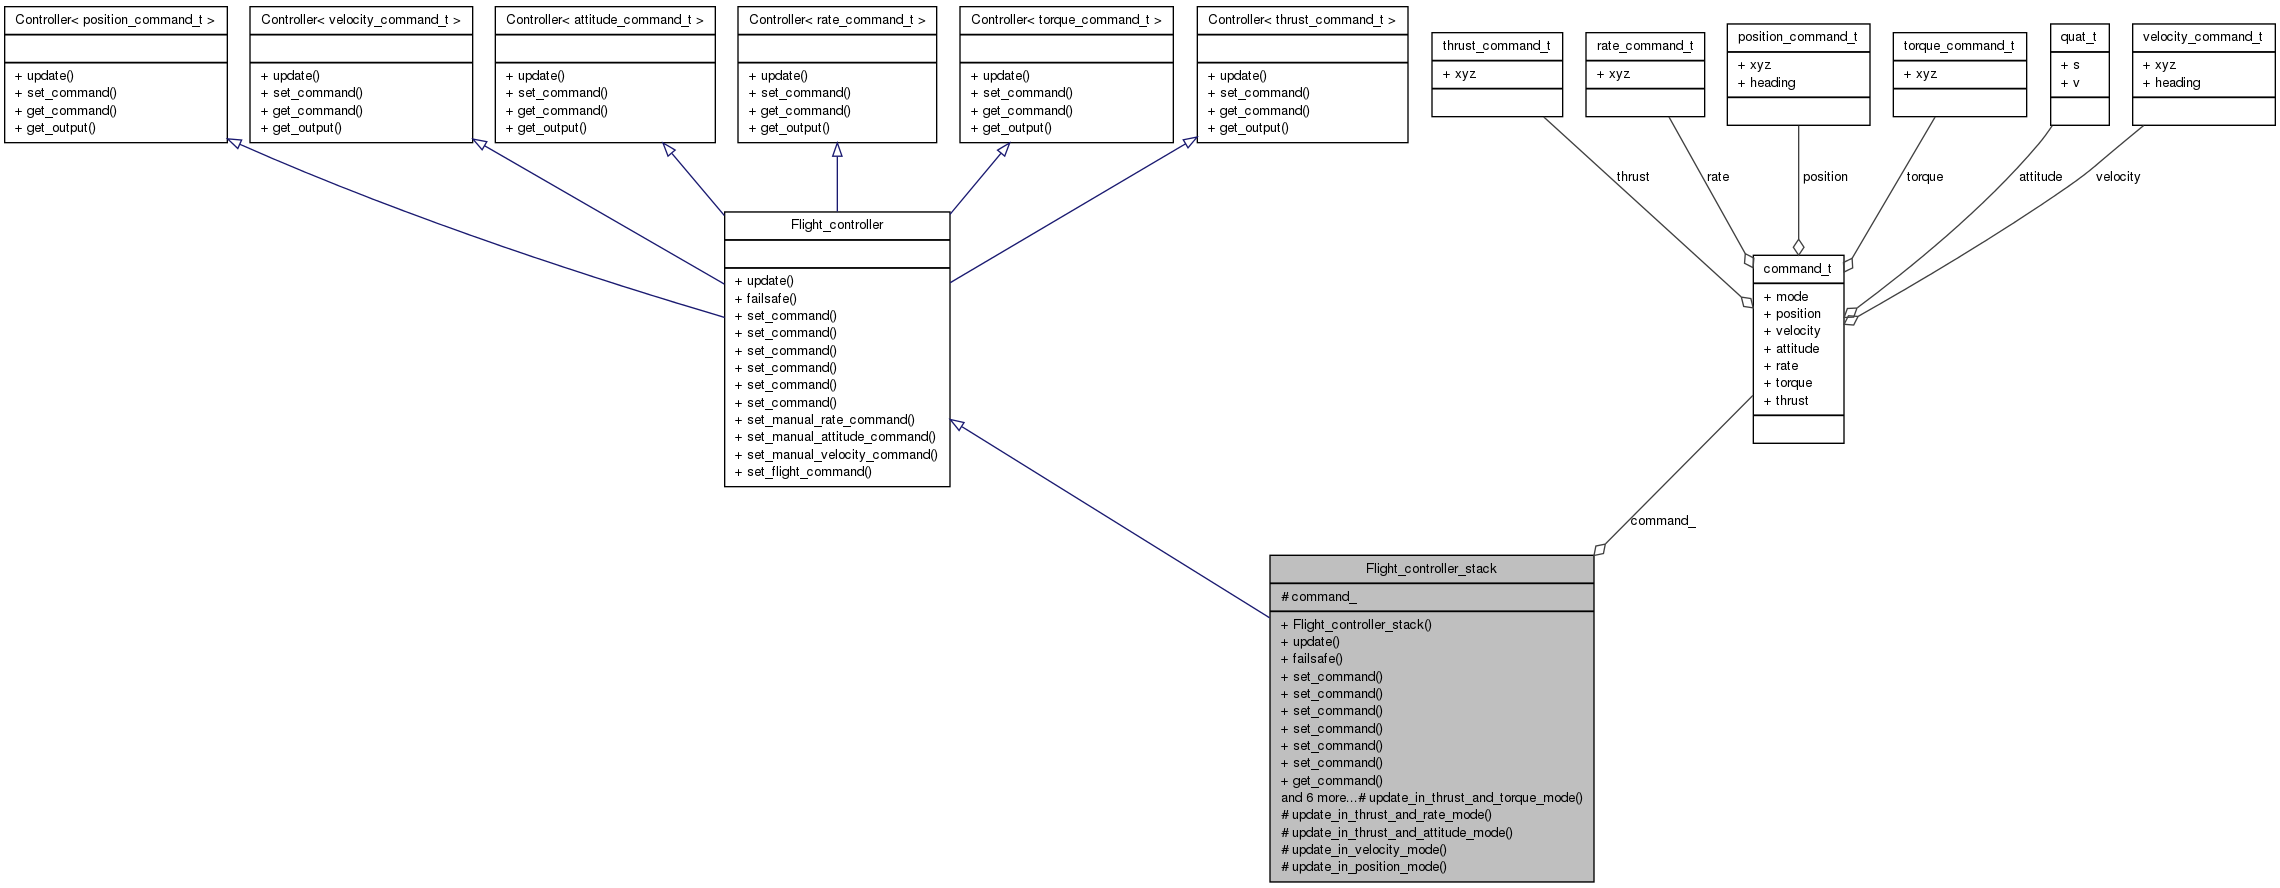 Controller< position_command_t >
+ update()
+ set_command()
+ get_command()
+ get_output()
Controller< velocity_command_t >
+ update()
+ set_command()
+ get_command()
+ get_output()
Controller< attitude_command_t >
+ update()
+ set_command()
+ get_command()
+ get_output()
Controller< rate_command_t >
+ update()
+ set_command()
+ get_command()
+ get_output()
Controller< torque_command_t >
+ update()
+ set_command()
+ get_command()
+ get_output()
Controller< thrust_command_t >
+ update()
+ set_command()
+ get_command()
+ get_output()
thrust_command_t
+ xyz
rate_command_t
+ xyz
position_command_t
+ xyz
+ heading
torque_command_t
+ xyz
quat_t
+ s
+ v
velocity_command_t
+ xyz
+ heading
thrust
rate
position
torque
attitude
velocity
Flight_controller
+ update()
+ failsafe()
+ set_command()
+ set_command()
+ set_command()
+ set_command()
+ set_command()
+ set_command()
+ set_manual_rate_command()
+ set_manual_attitude_command()
+ set_manual_velocity_command()
+ set_flight_command()
command_t
+ mode
+ position
+ velocity
+ attitude
+ rate
+ torque
+ thrust
command_
Flight_controller_stack
# command_
+ Flight_controller_stack()
+ update()
+ failsafe()
+ set_command()
+ set_command()
+ set_command()
+ set_command()
+ set_command()
+ set_command()
+ get_command()
and 6 more...# update_in_thrust_and_torque_mode()
# update_in_thrust_and_rate_mode()
# update_in_thrust_and_attitude_mode()
# update_in_velocity_mode()
# update_in_position_mode()